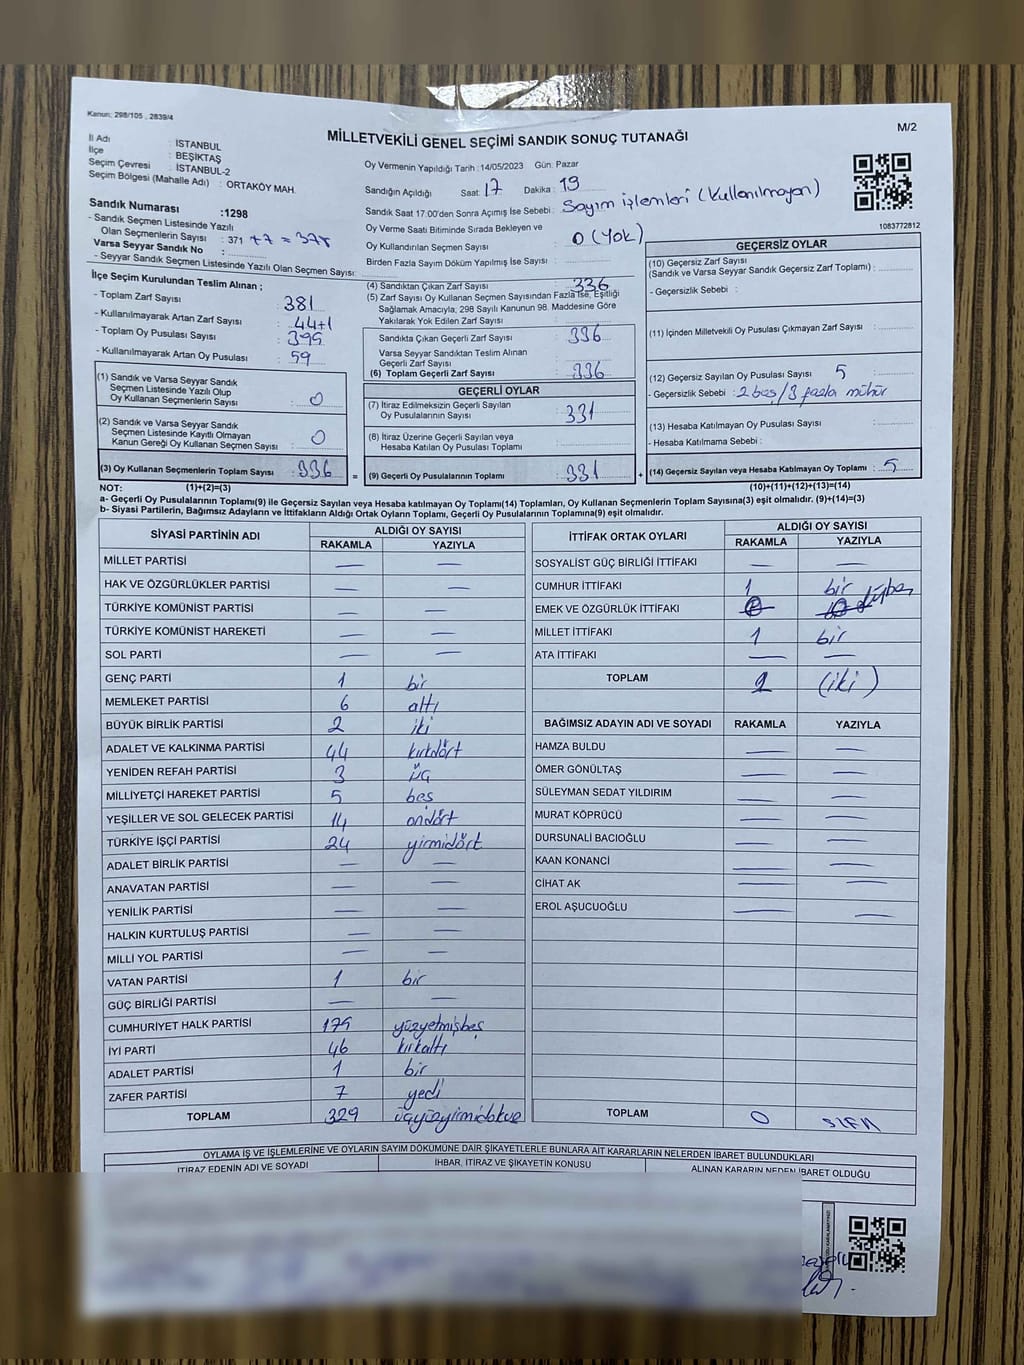 Kanun: 298/105 , 2839/4
M/2
MİLLETVEKİLİ GENEL SEÇİMİ SANDIK SONUÇ TUTANAĞI
İl Adı : İSTANBUL
İlçe : BEŞİKTAŞ
Seçim Çevresi : İSTANBUL-2
Seçim Bölgesi (Mahalle Adı) : ORTAKÖY MAH.
Sandık Numarası :1298
- Sandık Seçmen Listesinde Yazılı
Olan Seçmenlerin Sayısı : 371 +7 = 378
Varsa Seyyar Sandık No :
- Seyyar Sandık Seçmen Listesinde Yazılı Olan Seçmen Sayısı:
Oy Vermenin Yapıldığı Tarih : 14/05/2023 Gün: Pazar
Sandığın Açıldığı Saat: 17 Dakika : 19
Sandık Saat 17:00'den Sonra Açımış İse Sebebi : Sayım işlemleri (kullanılmayan)
Oy Verme Saati Bitiminde Sırada Bekleyen ve
Oy Kullandırılan Seçmen Sayısı : 0 (Yok)
Birden Fazla Sayım Döküm Yapılmış İse Sayısı :
1083772812
İlçe Seçim Kurulundan Teslim Alınan ;
- Toplam Zarf Sayısı : 381
- Kullanılmayarak Artan Zarf Sayısı : 44+1
- Toplam Oy Pusulası Sayısı : 395
- Kullanılmayarak Artan Oy Pusulası : 59
(1) Sandık ve Varsa Seyyar Sandık
Seçmen Listesinde Yazılı Olup
Oy Kullanan Seçmenlerin Sayısı : 0
(2) Sandık ve Varsa Seyyar Sandık
Seçmen Listesinde Kayıtlı Olmayan
Kanun Gereği Oy Kullanan Seçmen Sayısı : 0
(3) Oy Kullanan Seçmenlerin Toplam Sayısı : 336
(4) Sandıktan Çıkan Zarf Sayısı : 336
(5) Zarf Sayısı Oy Kullanan Seçmen Sayısından Fazla İse, Eşitliği
Sağlamak Amacıyla, 298 Sayılı Kanunun 98. Maddesine Göre
Yakılarak Yok Edilen Zarf Sayısı :
Sandıkta Çıkan Geçerli Zarf Sayısı : 336
Varsa Seyyar Sandıktan Teslim Alınan
Geçerli Zarf Sayısı :
(6) Toplam Geçerli Zarf Sayısı : 336
GEÇERLİ OYLAR
(7) İtiraz Edilmeksizin Geçerli Sayılan
Oy Pusulalarının Sayısı : 331
(8) İtiraz Üzerine Geçerli Sayılan veya
Hesaba Katılan Oy Pusulası Sayısı :
= (9) Geçerli Oy Pusulalarının Toplamı : 331
GEÇERSİZ OYLAR
(10) Geçersiz Zarf Sayısı
(Sandık ve Varsa Seyyar Sandık Geçersiz Zarf Toplamı) :
- Geçersizlik Sebebi :
(11) İçinden Milletvekili Oy Pusulası Çıkmayan Zarf Sayısı :
(12) Geçersiz Sayılan Oy Pusulası Sayısı : 5
- Geçersizlik Sebebi : 2 boş / 3 fazla mühür
(13) Hesaba Katılmayan Oy Pusulası Sayısı :
- Hesaba Katılmama Sebebi :
+ (14) Geçersiz Sayılan veya Hesaba Katılmayan Oy Toplamı : 5
NOT: (1)+(2)=(3) (10)+(11)+(12)+(13)=(14)
a- Geçerli Oy Pusulalarının Toplamı(9) ile Geçersiz Sayılan veya Hesaba katılmayan Oy Toplamı(14) Toplamları, Oy Kullanan Seçmenlerin Toplam Sayısına(3) eşit olmalıdır. (9)+(14)=(3)
b- Siyasi Partilerin, Bağımsız Adayların ve İttifakların Aldığı Ortak Oyların Toplamı, Geçerli Oy Pusulalarının Toplamına(9) eşit olmalıdır.
SİYASİ PARTİNİN ADI ALDIĞI OY SAYISI
RAKAMLA YAZIYLA
MİLLET PARTİSİ — —
HAK VE ÖZGÜRLÜKLER PARTİSİ — —
TÜRKİYE KOMÜNİST PARTİSİ — —
TÜRKİYE KOMÜNİST HAREKETİ — —
SOL PARTİ — —
GENÇ PARTİ 1 bir
MEMLEKET PARTİSİ 6 altı
BÜYÜK BİRLİK PARTİSİ 2 iki
ADALET VE KALKINMA PARTİSİ 44 kırkdört
YENİDEN REFAH PARTİSİ 3 üç
MİLLİYETÇİ HAREKET PARTİSİ 5 beş
YEŞİLLER VE SOL GELECEK PARTİSİ 14 ondört
TÜRKİYE İŞÇİ PARTİSİ 24 yirmidört
ADALET BİRLİK PARTİSİ — —
ANAVATAN PARTİSİ — —
YENİLİK PARTİSİ — —
HALKIN KURTULUŞ PARTİSİ — —
MİLLİ YOL PARTİSİ — —
VATAN PARTİSİ 1 bir
GÜÇ BİRLİĞİ PARTİSİ — —
CUMHURİYET HALK PARTİSİ 175 yüzyetmişbeş
İYİ PARTİ 46 kırkaltı
ADALET PARTİSİ 1 bir
ZAFER PARTİSİ 7 yedi
TOPLAM 329 üçyüzyirmidokuz
İTTİFAK ORTAK OYLARI ALDIĞI OY SAYISI
RAKAMLA YAZIYLA
SOSYALİST GÜÇ BİRLİĞİ İTTİFAKI — —
CUMHUR İTTİFAKI 1 bir
EMEK VE ÖZGÜRLÜK İTTİFAKI
MİLLET İTTİFAKI 1 bir
ATA İTTİFAKI — —
TOPLAM 2 (iki)
BAĞIMSIZ ADAYIN ADI VE SOYADI RAKAMLA YAZIYLA
HAMZA BULDU — —
ÖMER GÖNÜLTAŞ — —
SÜLEYMAN SEDAT YILDIRIM — —
MURAT KÖPRÜCÜ — —
DURSUNALİ BACIOĞLU — —
KAAN KONANCİ — —
CİHAT AK — —
EROL AŞUCUOĞLU — —
TOPLAM 0 SIFIR
OYLAMA İŞ VE İŞLEMLERİNE VE OYLARIN SAYIM DÖKÜMÜNE DAİR ŞİKAYETLERLE BUNLARA AİT KARARLARIN NELERDEN İBARET BULUNDUKLARI
İTİRAZ EDENİN ADI VE SOYADI İHBAR, İTİRAZ VE ŞİKAYETİN KONUSU ALINAN KARARIN NEDEN İBARET OLDUĞU